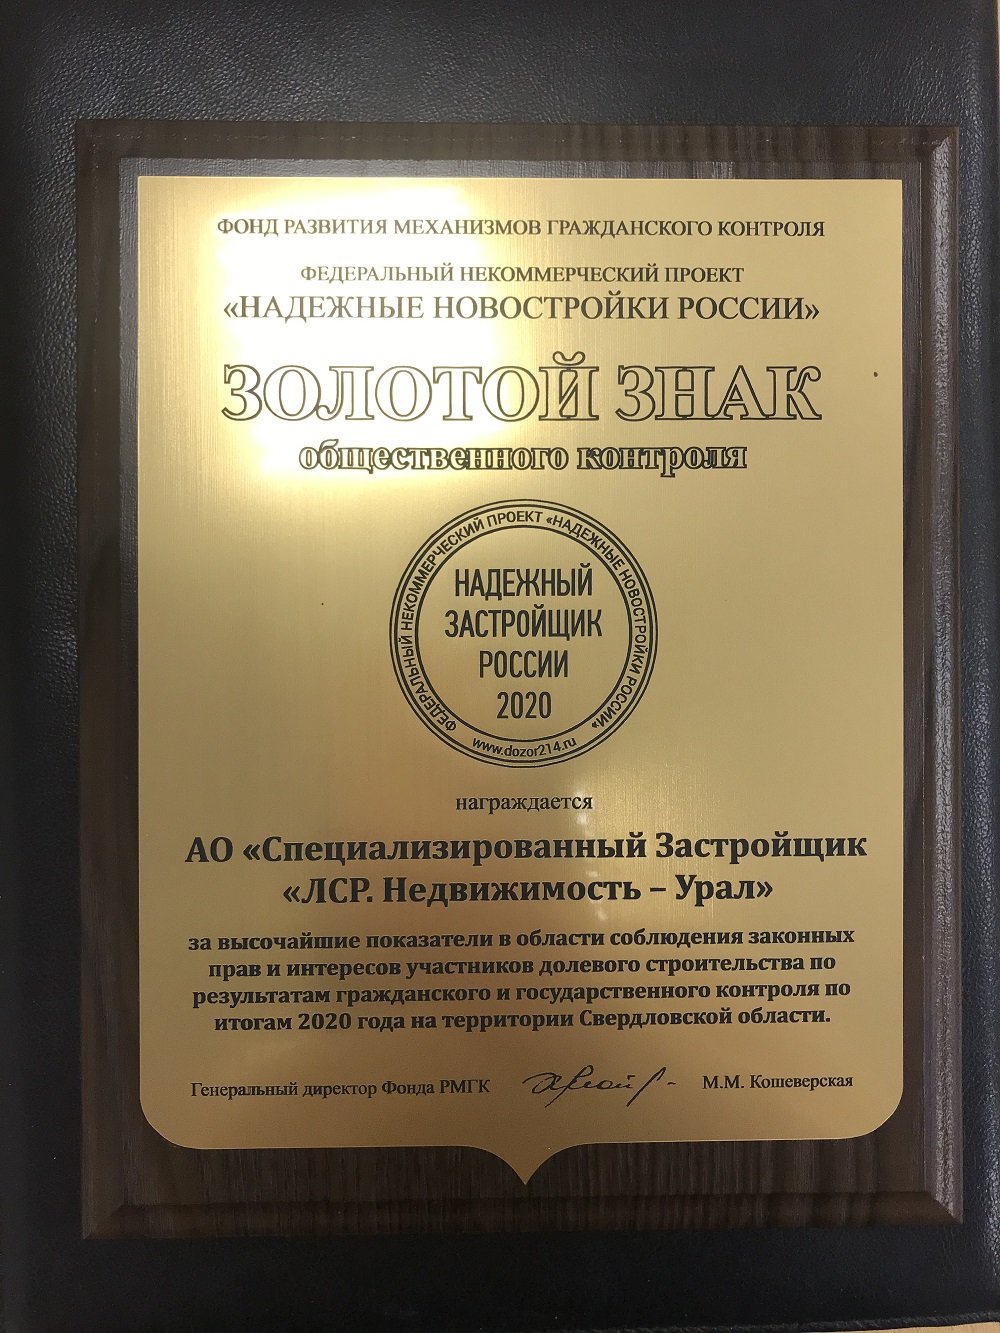 ФОНД РАЗВИТИЯ МЕХАНИЗМОВ ГРАЖДАНСКОГО КОНТРОЛЯ
ФЕДЕРАЛЬНЫЙ НЕКОММЕРЧЕСКИЙ ПРОЕКТ
«НАДЕЖНЫЕ НОВОСТРОЙКИ РОССИИ»
ЗОЛОТОЙ ЗНАК
общественного контроля
ФЕДЕРАЛЬНЫЙ НЕКОММЕРЧЕСКИЙ ПРОЕКТ «НАДЕЖНЫЕ НОВОСТРОЙКИ РОССИИ»
НАДЕЖНЫЙ
ЗАСТРОЙЩИК
РОССИИ
2020
www.dozor214.ru
награждается
АО «Специализированный Застройщик
«ЛСР. Недвижимость – Урал»
за высочайшие показатели в области соблюдения законных
прав и интересов участников долевого строительства по
результатам гражданского и государственного контроля по
итогам 2020 года на территории Свердловской области.
Генеральный директор Фонда РМГК М.М. Кошеверская